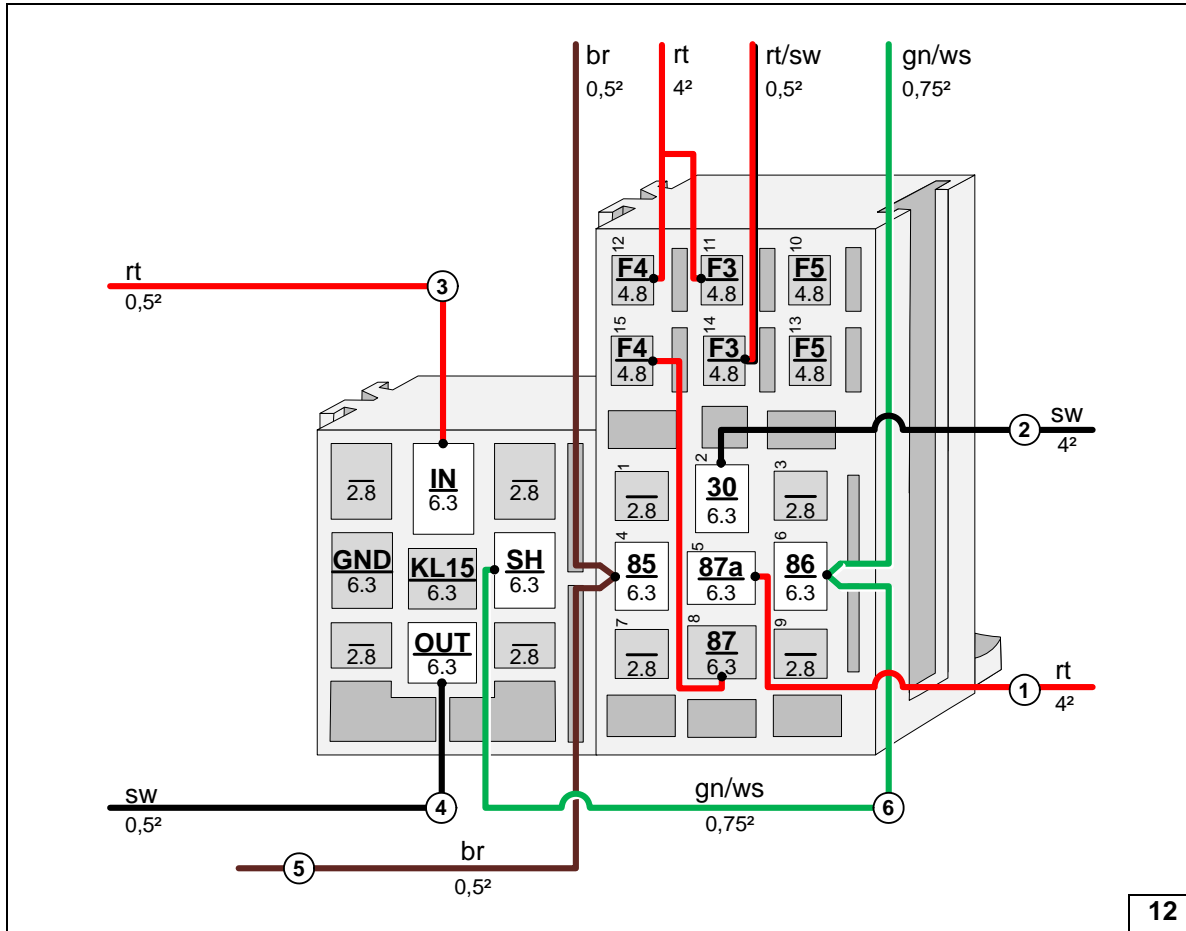 br
0,5²
rt
4²
rt/sw
0,5²
gn/ws
0,75²
12
F4
4.8
11
F3
4.8
10
F5
4.8
rt
0,5²
3
15
F4
4.8
14
F3
4.8
13
F5
4.8
2
sw
4²
2.8
IN
6.3
2.8
1
2.8
2
30
6.3
3
2.8
GND
6.3
KL15
6.3
SH
6.3
4
85
6.3
5
87a
6.3
6
86
6.3
2.8
OUT
6.3
2.8
7
2.8
8
87
6.3
9
2.8
1
rt
4²
sw
0,5²
4
gn/ws
0,75²
6
5
br
0,5²
12